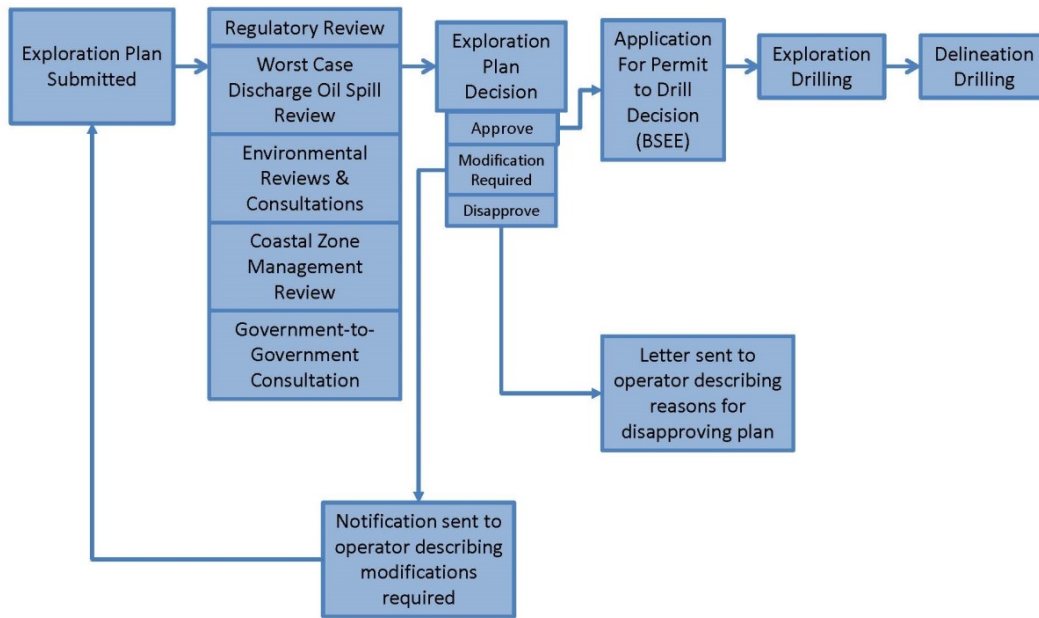 Exploration Plan
Submitted
Regulatory Review
Worst Case
Discharge Oil Spill
Review
Environmental
Reviews &
Consultations
Coastal Zone
Management
Review
Government-to-
Government
Consultation
Exploration
Plan
Decision
Approve
Modification
Required
Disapprove
Application
For Permit
to Drill
Decision
(BSEE)
Exploration
Drilling
Delineation
Drilling
Letter sent to
operator describing
reasons for
disapproving plan
Notification sent to
operator describing
modifications
required